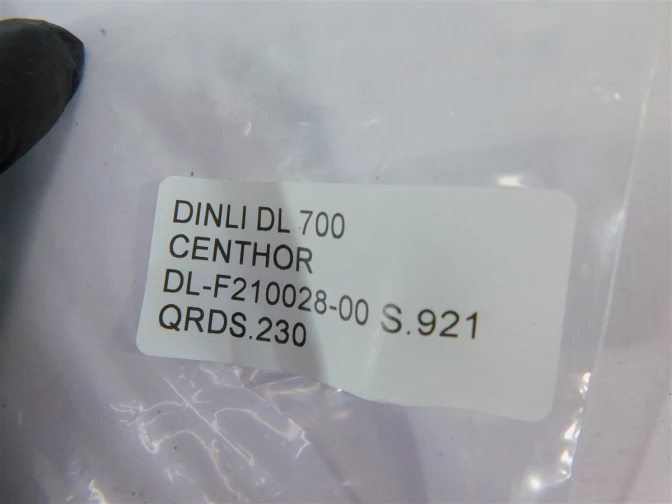 DINLI DL 700
CENTHOR
DL-F210028-00 S.921
QRDS.230